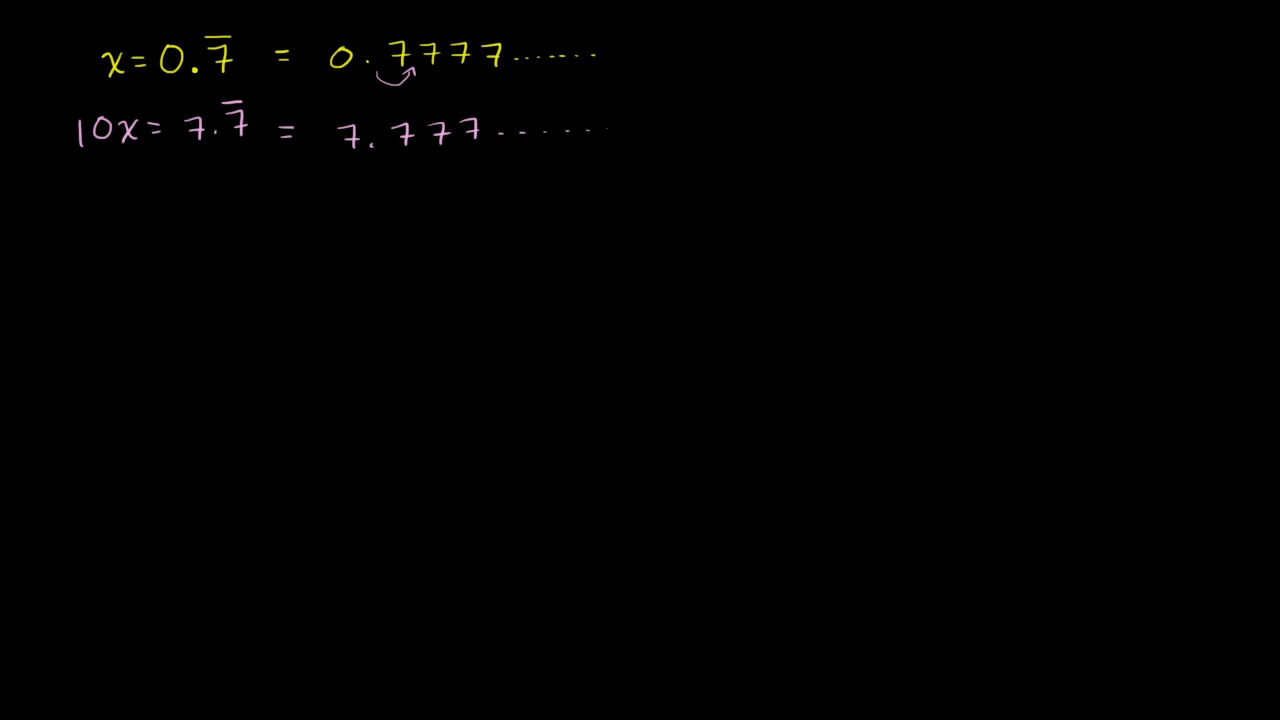 x = 0.7̅ = 0.7777.......
10x = 7.7̅ = 7.777.......